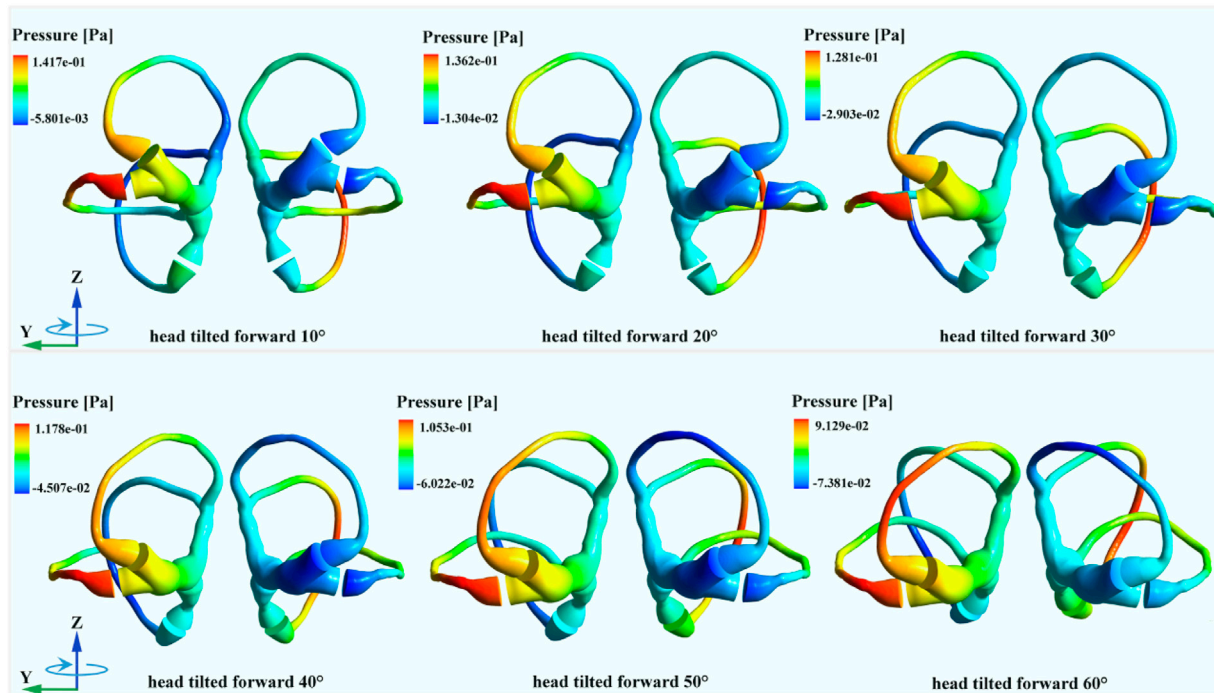 Pressure [Pa]
1.417e-01
-5.801e-03
Pressure [Pa]
1.362e-01
-1.304e-02
Pressure [Pa]
1.281e-01
-2.903e-02
Z
Y
head tilted forward 10°
head tilted forward 20°
head tilted forward 30°
Pressure [Pa]
1.178e-01
-4.507e-02
Pressure [Pa]
1.053e-01
-6.022e-02
Pressure [Pa]
9.129e-02
-7.381e-02
Z
Y
head tilted forward 40°
head tilted forward 50°
head tilted forward 60°